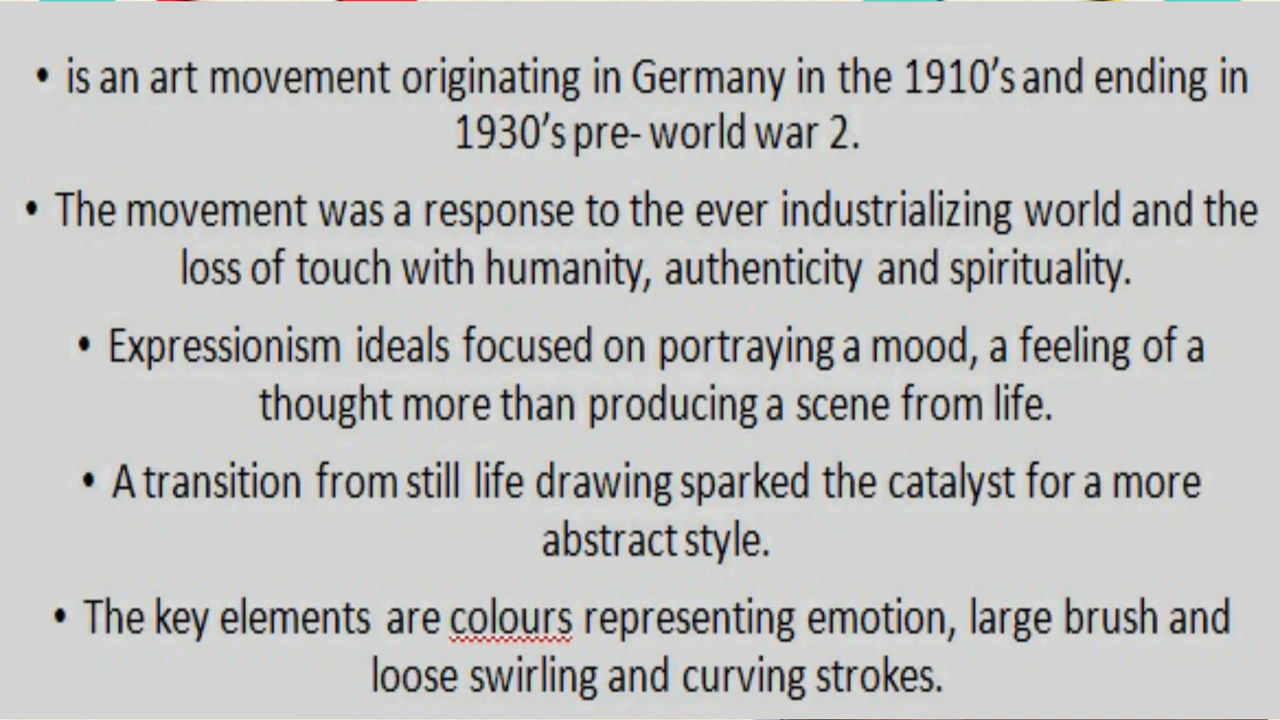 • is an art movement originating in Germany in the 1910’s and ending in
1930’s pre- world war 2.
• The movement was a response to the ever industrializing world and the
loss of touch with humanity, authenticity and spirituality.
• Expressionism ideals focused on portraying a mood, a feeling of a
thought more than producing a scene from life.
• A transition from still life drawing sparked the catalyst for a more
abstract style.
• The key elements are colours representing emotion, large brush and
loose swirling and curving strokes.